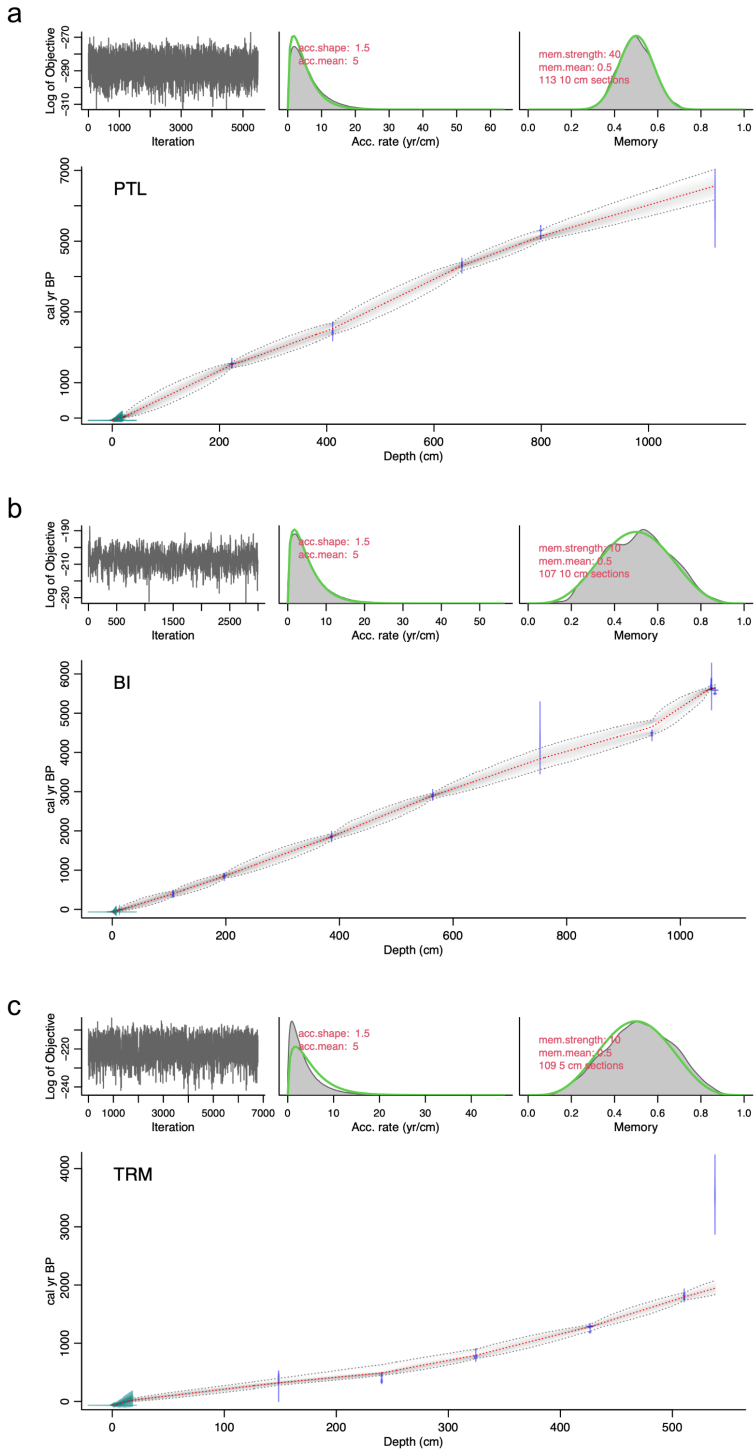 a
Log of Objective
−310
−290
−270
0 1000 3000 5000
Iteration
acc.shape: 1.5
acc.mean: 5
0 10 20 30 40 50 60
Acc. rate (yr/cm)
mem.strength: 40
mem.mean: 0.5
113 10 cm sections
0.0 0.2 0.4 0.6 0.8 1.0
Memory
PTL
cal yr BP
7000
5000
3000
1000
0
0 200 400 600 800 1000
Depth (cm)
b
Log of Objective
−230
−210
−190
0 500 1500 2500
Iteration
acc.shape: 1.5
acc.mean: 5
0 10 20 30 40 50
Acc. rate (yr/cm)
mem.strength: 10
mem.mean: 0.5
107 10 cm sections
0.0 0.2 0.4 0.6 0.8 1.0
Memory
BI
cal yr BP
6000
5000
4000
3000
2000
1000
0
0 200 400 600 800 1000
Depth (cm)
c
Log of Objective
−240
−220
0 1000 2000 4000 7000
Iteration
acc.shape: 1.5
acc.mean: 5
0 10 20 30 40
Acc. rate (yr/cm)
mem.strength: 10
mem.mean: 0.5
109 5 cm sections
0.0 0.2 0.4 0.6 0.8 1.0
Memory
TRM
cal yr BP
4000
3000
2000
1000
0
0 100 200 300 400 500
Depth (cm)